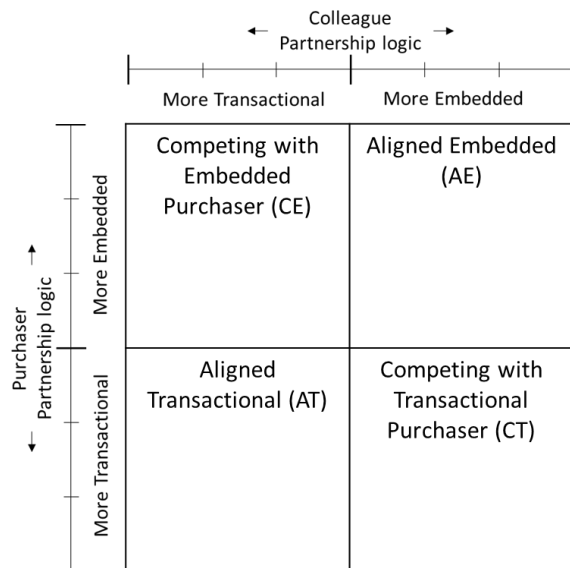 Colleague
Partnership logic
More Transactional
More Embedded
Purchaser
Partnership logic
More Embedded
More Transactional
Competing with
Embedded
Purchaser (CE)
Aligned Embedded
(AE)
Aligned
Transactional (AT)
Competing with
Transactional
Purchaser (CT)